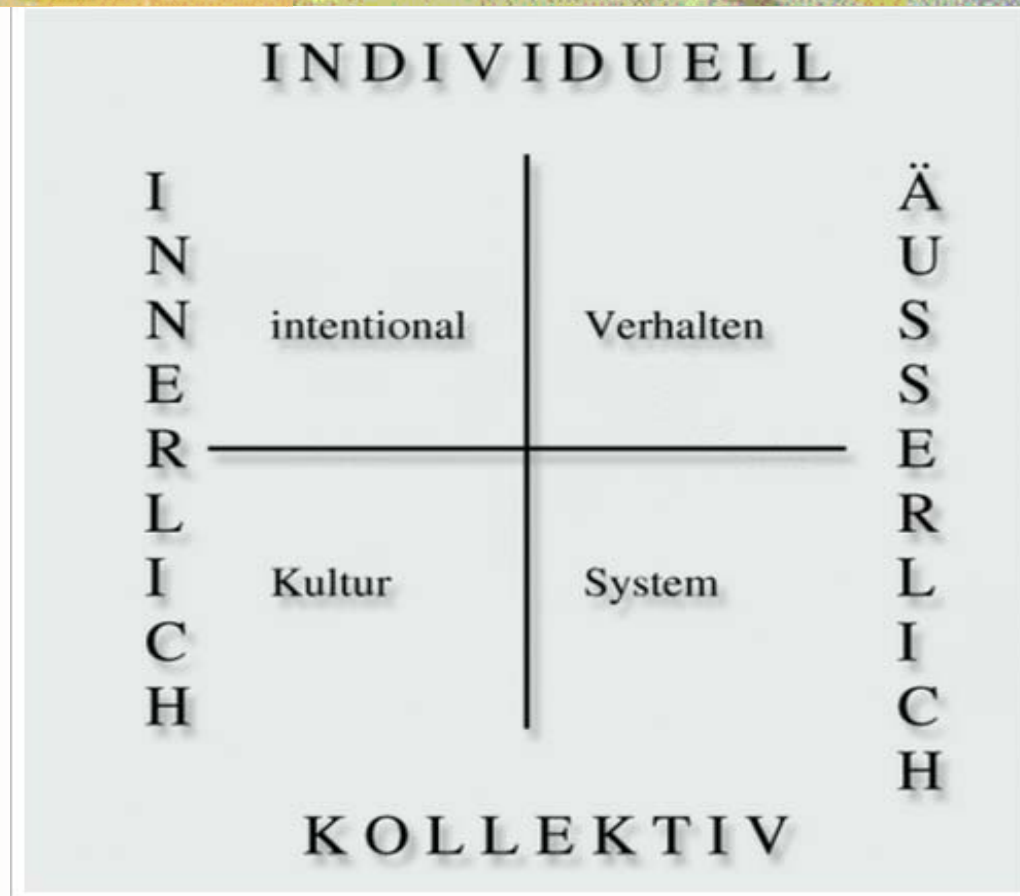 INDIVIDUELL
INNERLICH
ÄUSSERLICH
intentional
Verhalten
Kultur
System
KOLLEKTIV